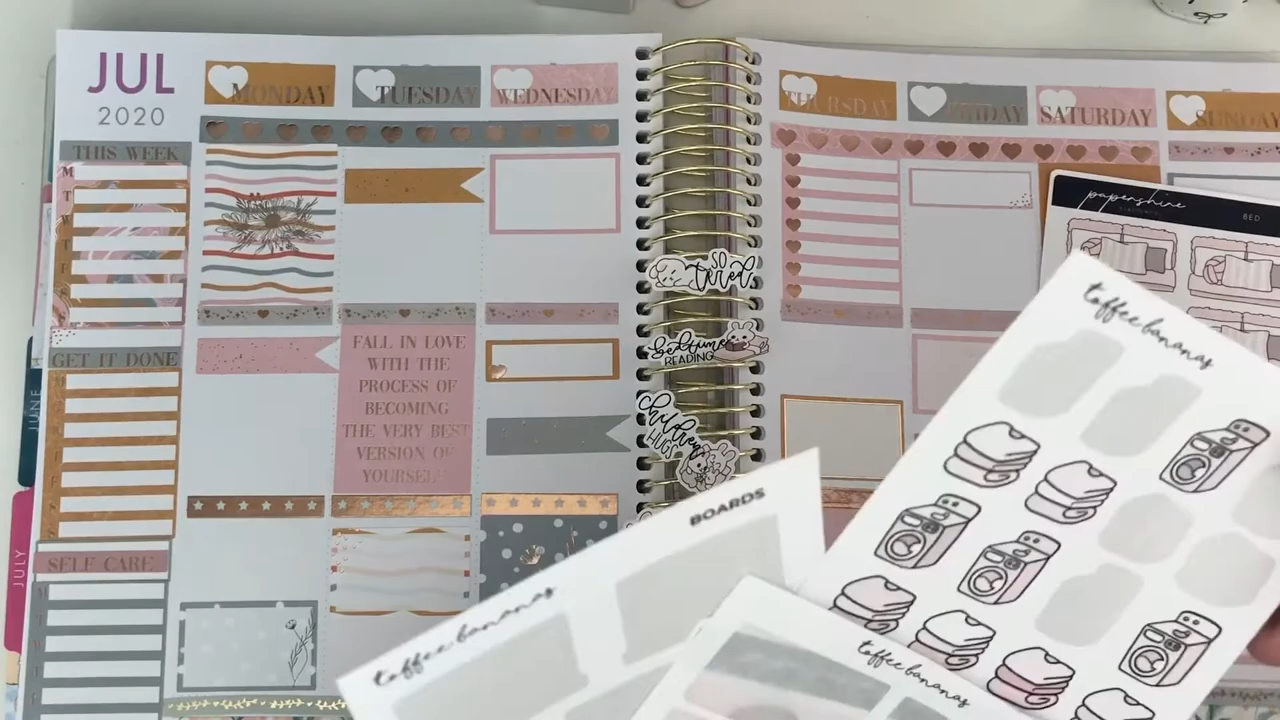 JUL
2020
MONDAY
TUESDAY
WEDNESDAY
THURSDAY
FRIDAY
SATURDAY
SUNDAY
THIS WEEK
M
T
W
T
F
S
S
GET IT DONE
SELF CARE
FALL IN LOVE
WITH THE
PROCESS OF
BECOMING
THE VERY BEST
VERSION OF
YOURSELF
SO
tired
bedtime
READING
children
HUGS
papershire
BED
toffee bananas
BOARDS
toffee bananas
toffee bananas
JUNE
JULY